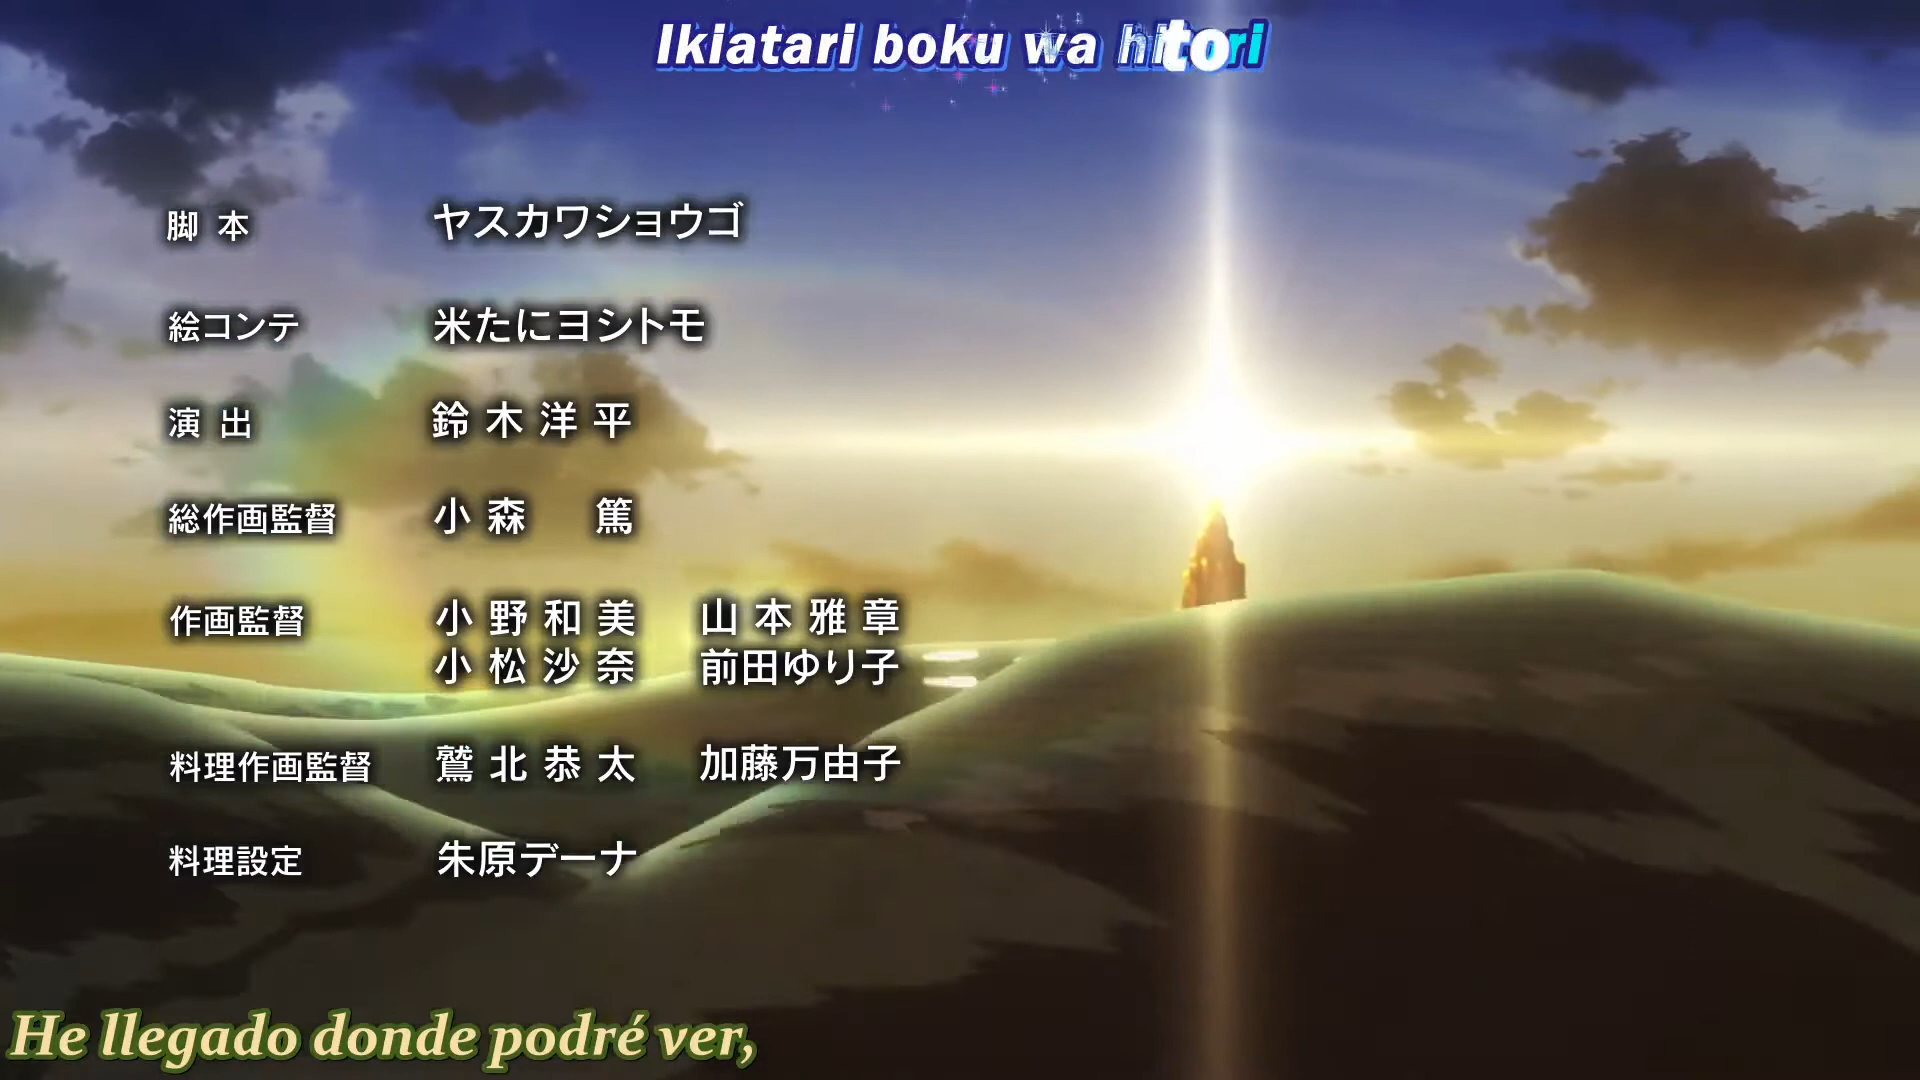 Ikiatari boku wa hitori
脚本 ヤスカワショウゴ
絵コンテ 米たにヨシトモ
演出 鈴木洋平
総作画監督 小森 篤
作画監督 小野和美 山本雅章
小松沙奈 前田ゆり子
料理作画監督 鷲北恭太 加藤万由子
料理設定 朱原デーナ
He llegado donde podré ver,